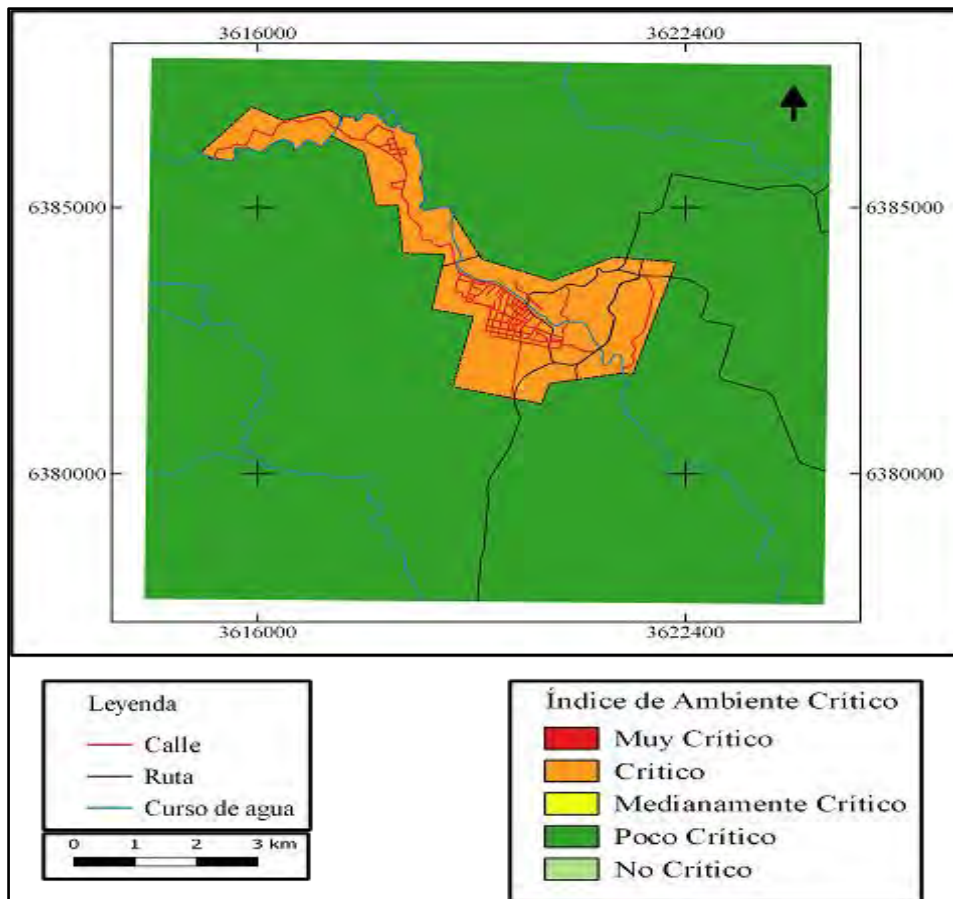 3616000 3622400
6385000 6385000
6380000 6380000
3616000 3622400
Leyenda
Calle
Ruta
Curso de agua
0 1 2 3 km
Índice de Ambiente Crítico
Muy Crítico
Crítico
Medianamente Crítico
Poco Crítico
No Crítico